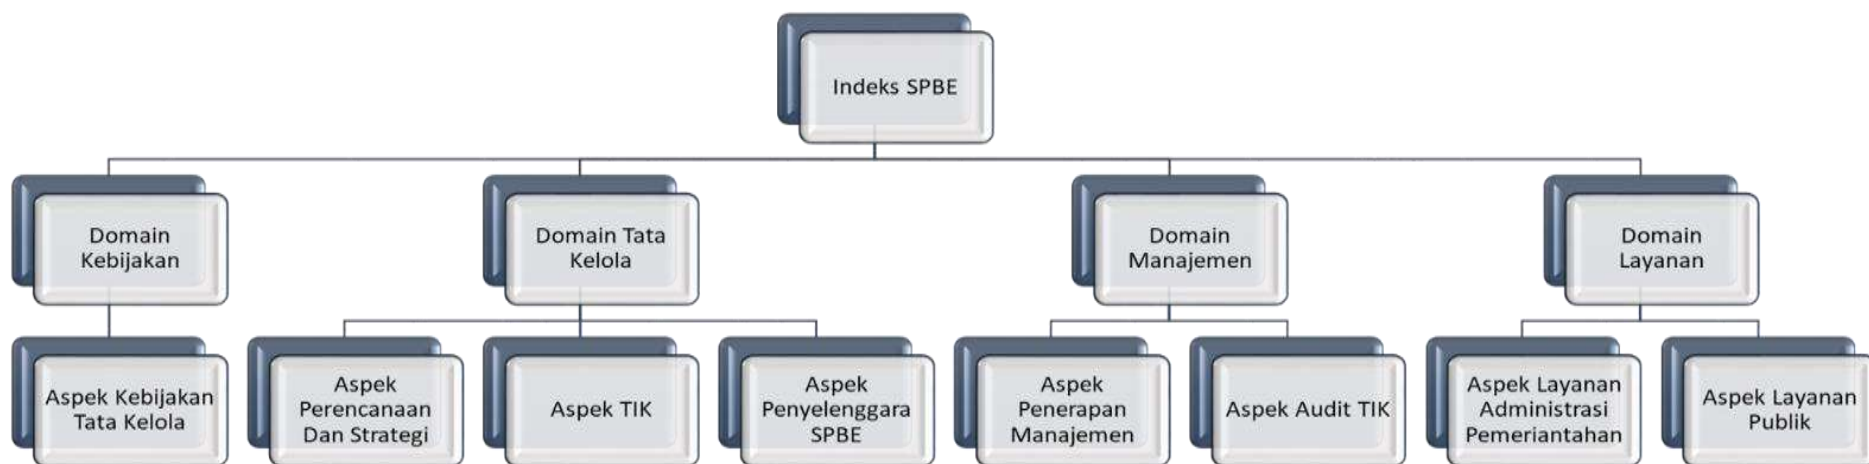 Indeks SPBE
Domain
Kebijakan
Domain Tata
Kelola
Domain
Manajemen
Domain
Layanan
Aspek Kebijakan
Tata Kelola
Aspek
Perencanaan
Dan Strategi
Aspek TIK
Aspek
Penyelenggara
SPBE
Aspek
Penerapan
Manajemen
Aspek Audit TIK
Aspek Layanan
Administrasi
Pemeriantahan
Aspek Layanan
Publik